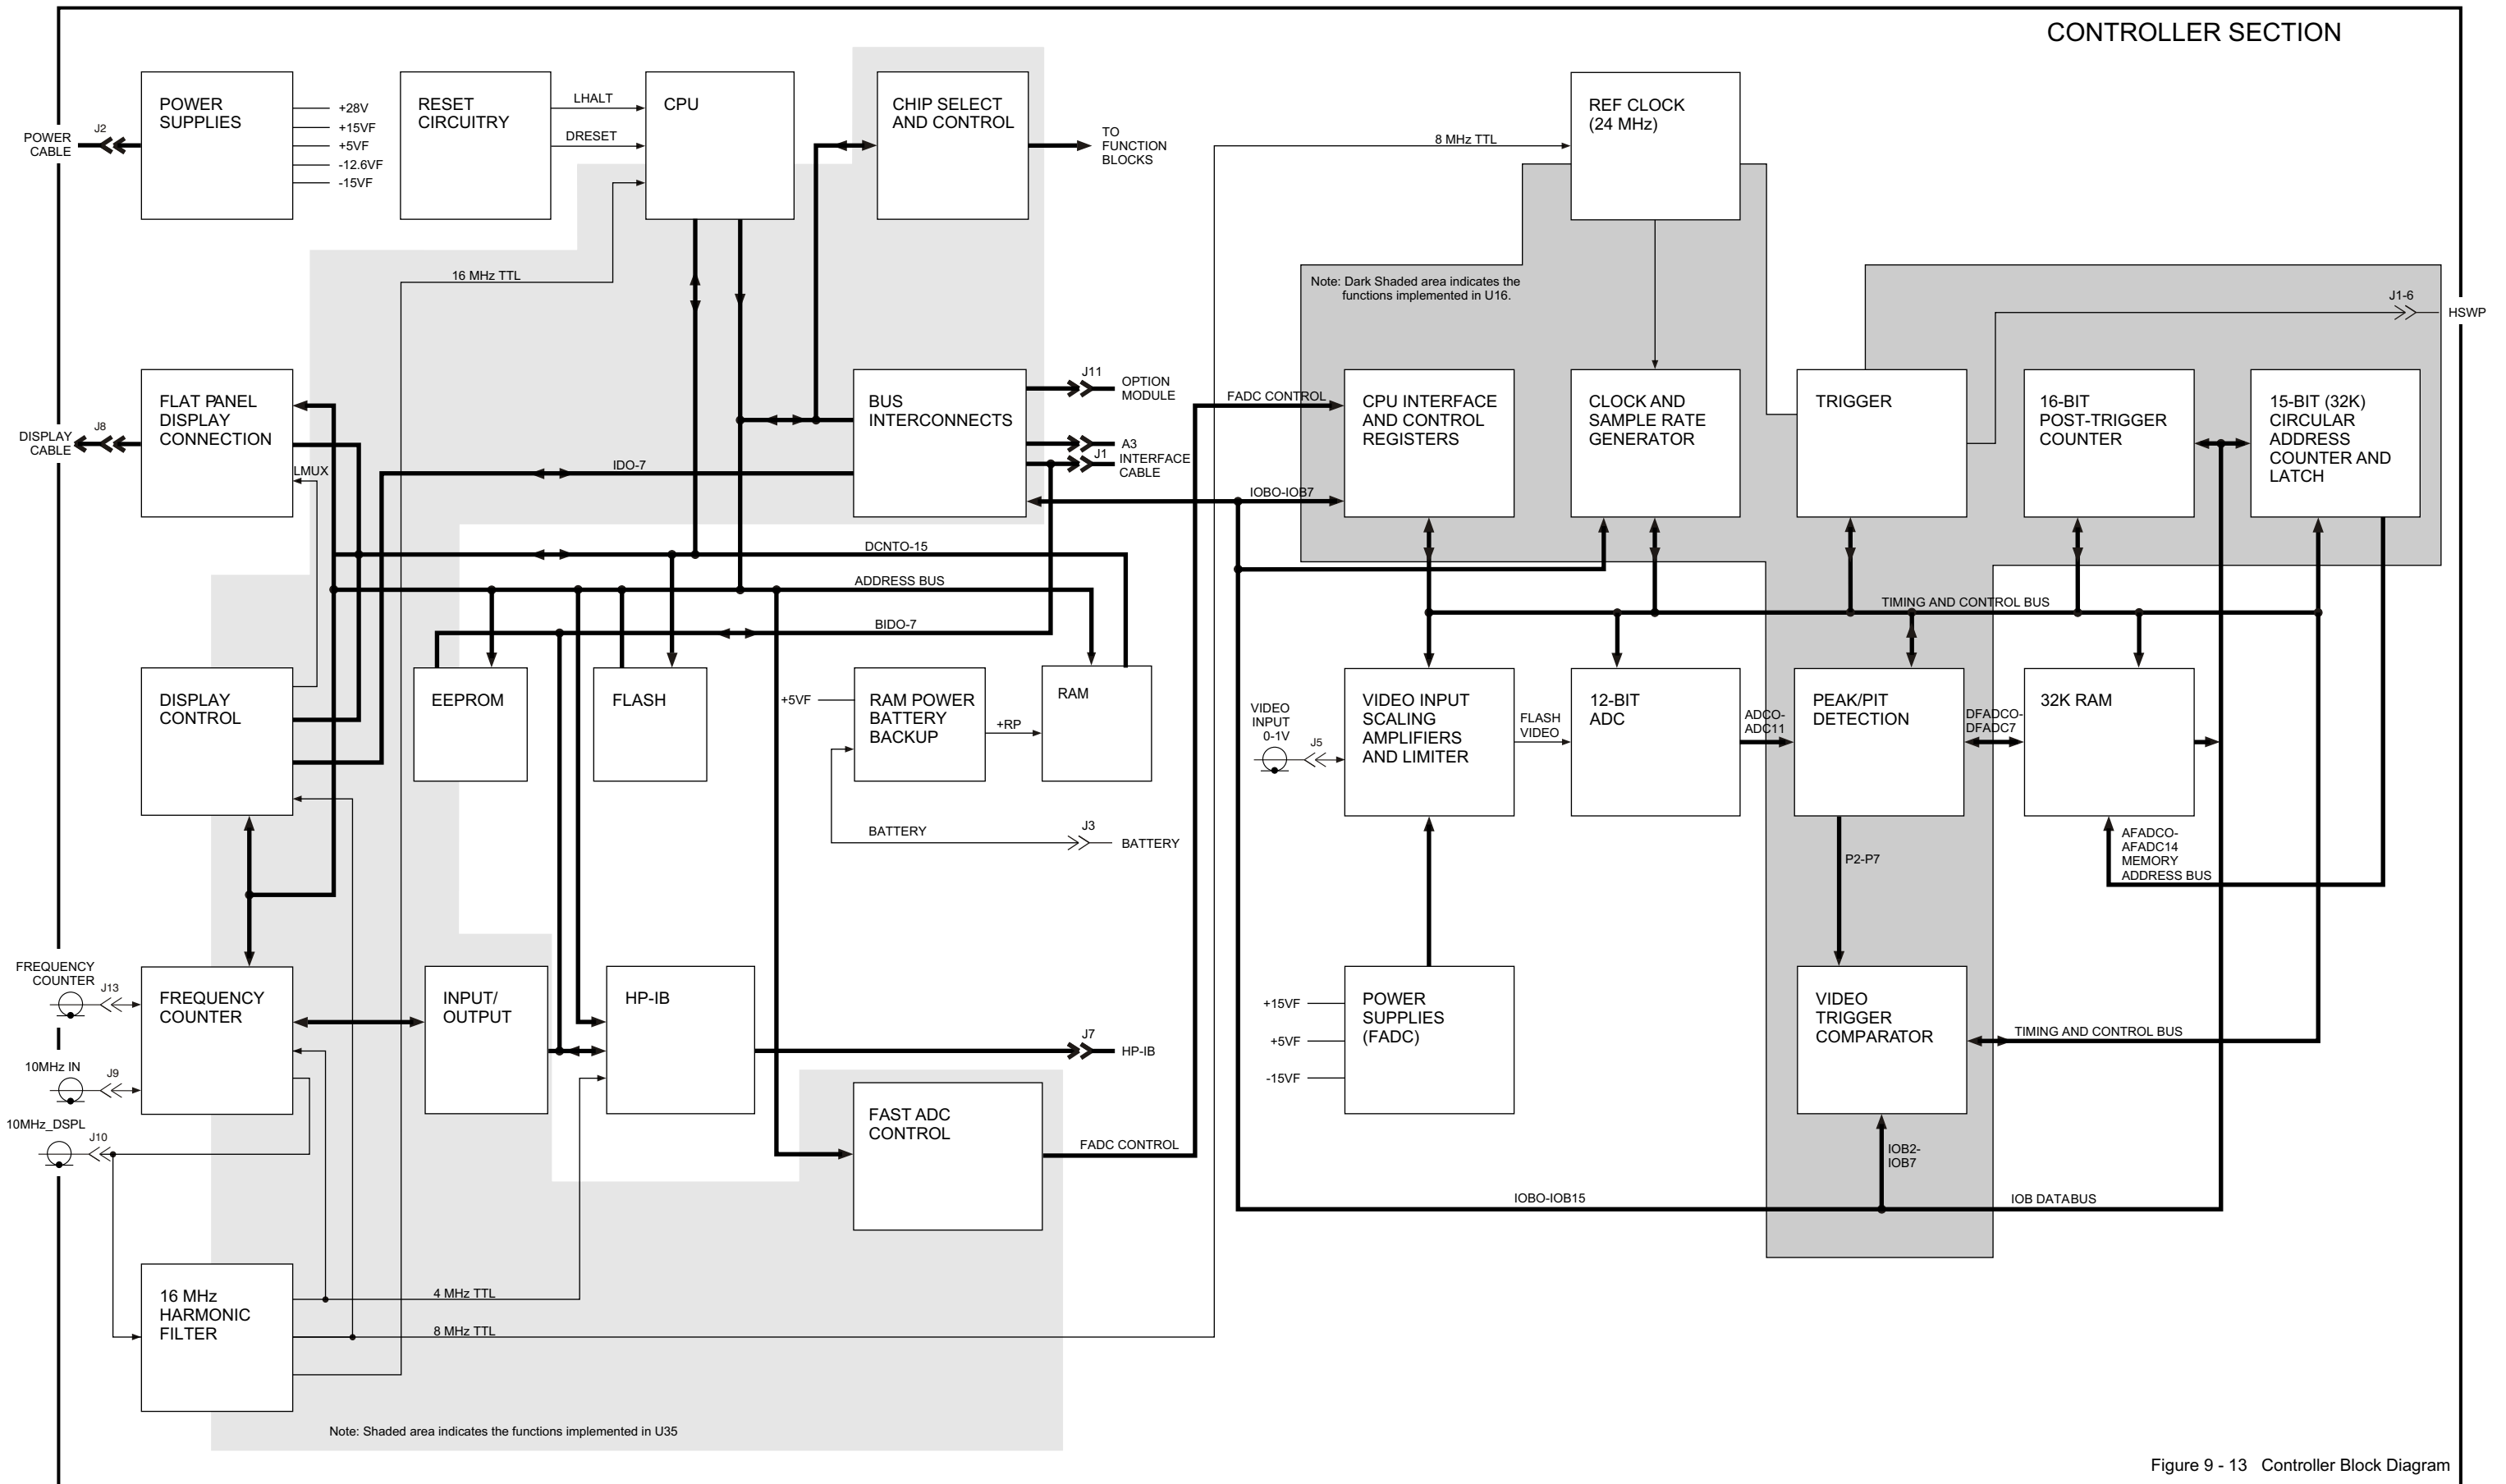 CONTROLLER SECTION
POWER
SUPPLIES
+28V
+15VF
+5VF
-12.6VF
-15VF
J2
POWER
CABLE
RESET
CIRCUITRY
LHALT
DRESET
CPU
CHIP SELECT
AND CONTROL
TO
FUNCTION
BLOCKS
8 MHz TTL
REF CLOCK
(24 MHz)
16 MHz TTL
Note: Dark Shaded area indicates the
functions implemented in U16.
J1-6
HSWP
FLAT PANEL
DISPLAY
CONNECTION
J8
DISPLAY
CABLE
LMUX
IDO-7
BUS
INTERCONNECTS
J11
OPTION
MODULE
A3
J1
INTERFACE
CABLE
FADC CONTROL
IOBO-IOB7
CPU INTERFACE
AND CONTROL
REGISTERS
CLOCK AND
SAMPLE RATE
GENERATOR
TRIGGER
16-BIT
POST-TRIGGER
COUNTER
15-BIT (32K)
CIRCULAR
ADDRESS
COUNTER AND
LATCH
DCNTO-15
ADDRESS BUS
BIDO-7
TIMING AND CONTROL BUS
DISPLAY
CONTROL
EEPROM
FLASH
+5VF
RAM POWER
BATTERY
BACKUP
+RP
RAM
BATTERY
J3
BATTERY
VIDEO
INPUT
0-1V
J5
VIDEO INPUT
SCALING
AMPLIFIERS
AND LIMITER
FLASH
VIDEO
12-BIT
ADC
ADCO-
ADC11
PEAK/PIT
DETECTION
DFADCO-
DFADC7
32K RAM
P2-P7
AFADCO-
AFADC14
MEMORY
ADDRESS BUS
FREQUENCY
COUNTER
J13
10MHz IN
J9
10MHz_DSPL
J10
FREQUENCY
COUNTER
INPUT/
OUTPUT
HP-IB
J7
HP-IB
FAST ADC
CONTROL
FADC CONTROL
+15VF
+5VF
-15VF
POWER
SUPPLIES
(FADC)
VIDEO
TRIGGER
COMPARATOR
TIMING AND CONTROL BUS
IOB2-
IOB7
IOBO-IOB15
IOB DATABUS
16 MHz
HARMONIC
FILTER
4 MHz TTL
8 MHz TTL
Note: Shaded area indicates the functions implemented in U35
Figure 9 - 13 Controller Block Diagram